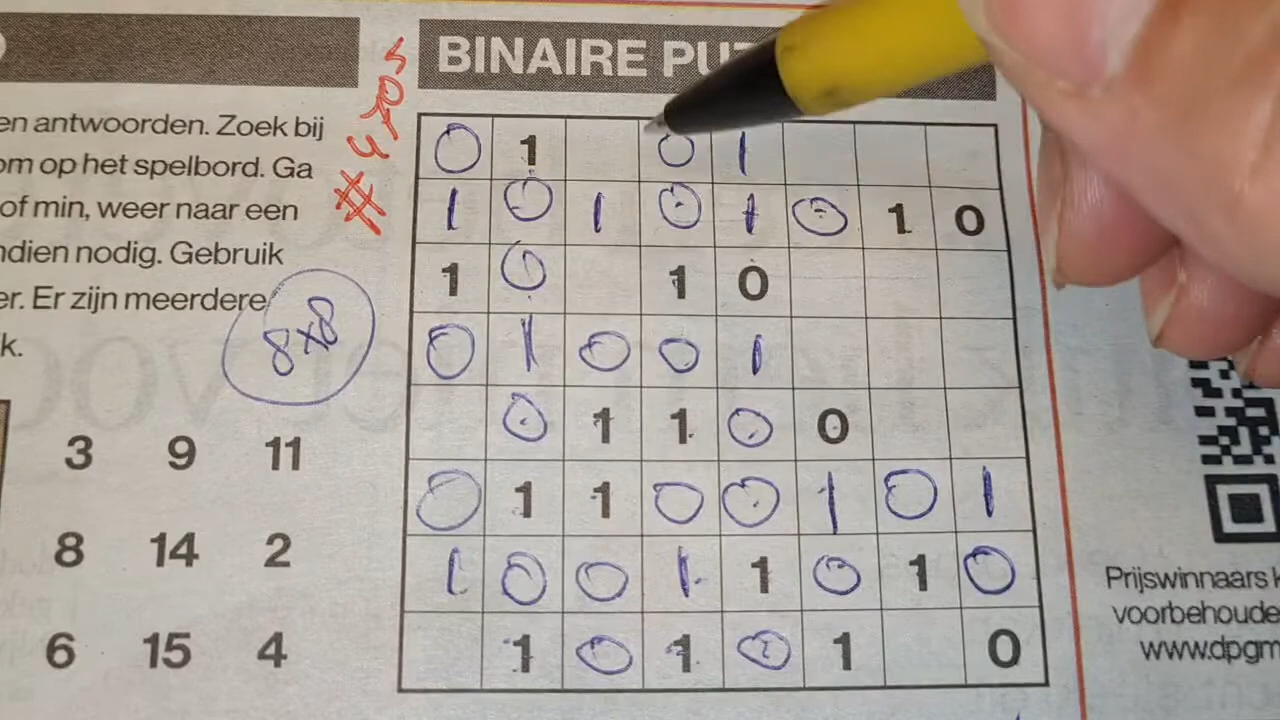 BINAIRE PU
#4705
en antwoorden. Zoek bij
om op het spelbord. Ga
of min, weer naar een
ndien nodig. Gebruik
er. Er zijn meerdere
k.
8x8
3 9 11
8 14 2
6 15 4
0 1 0 1
1 0 1 0 1 0 1 0
1 0 1 0
0 1 0 0 1
0 1 1 0 0
0 1 1 0 0 1 0 1
1 0 0 1 1 0 1 0
1 0 1 0 1 0
Prijswinnaars
voorbehoude
www.dpgm